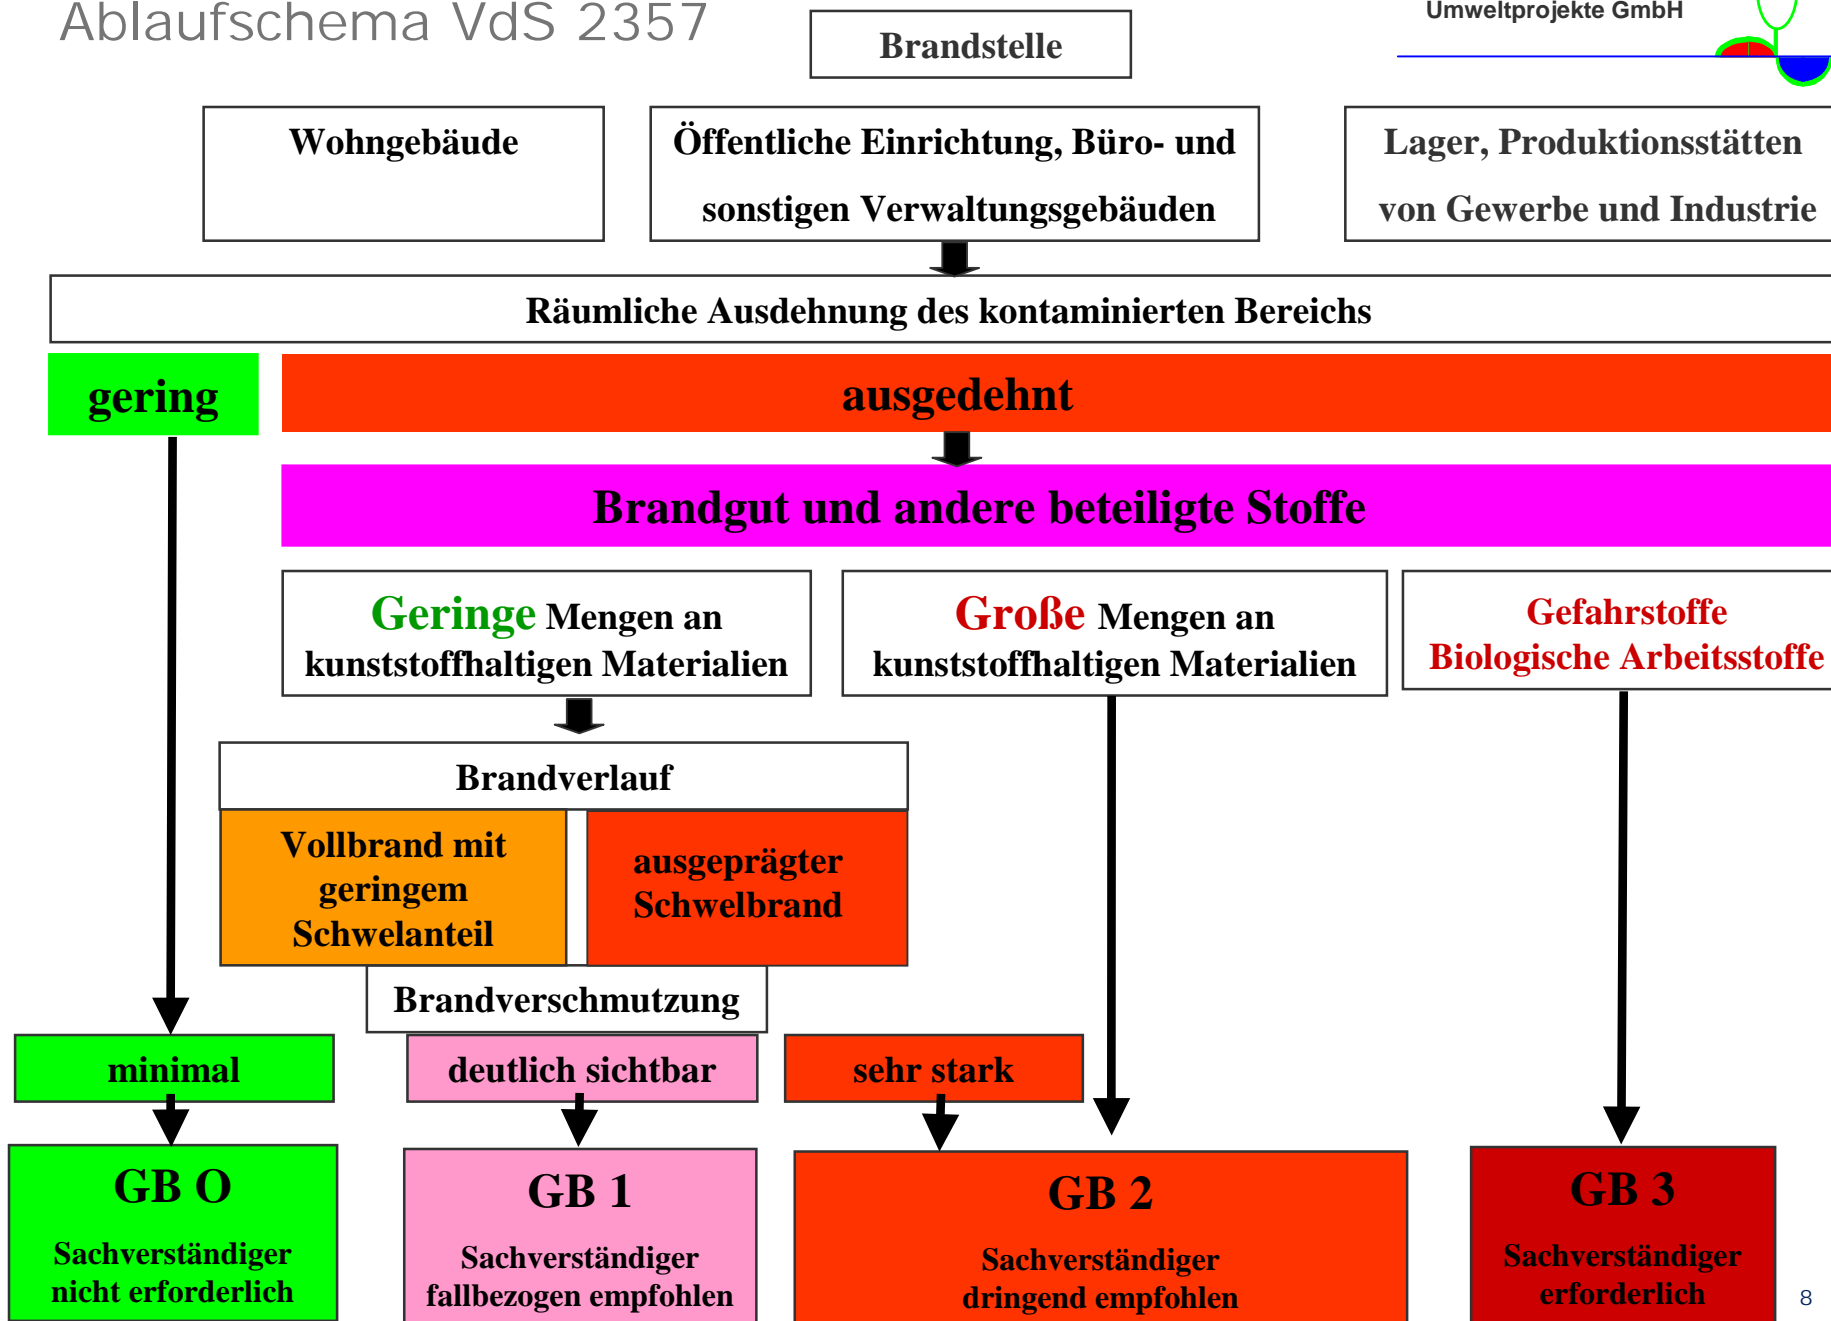 Ablaufschema VdS 2357
Umweltprojekte GmbH
Brandstelle
Wohngebäude
Öffentliche Einrichtung, Büro- und
sonstigen Verwaltungsgebäuden
Lager, Produktionsstätten
von Gewerbe und Industrie
Räumliche Ausdehnung des kontaminierten Bereichs
gering
ausgedehnt
Brandgut und andere beteiligte Stoffe
Geringe Mengen an
kunststoffhaltigen Materialien
Große Mengen an
kunststoffhaltigen Materialien
Gefahrstoffe
Biologische Arbeitsstoffe
Brandverlauf
Vollbrand mit
geringem
Schwelanteil
ausgeprägter
Schwelbrand
Brandverschmutzung
minimal
deutlich sichtbar
sehr stark
GB O
Sachverständiger
nicht erforderlich
GB 1
Sachverständiger
fallbezogen empfohlen
GB 2
Sachverständiger
dringend empfohlen
GB 3
Sachverständiger
erforderlich
8